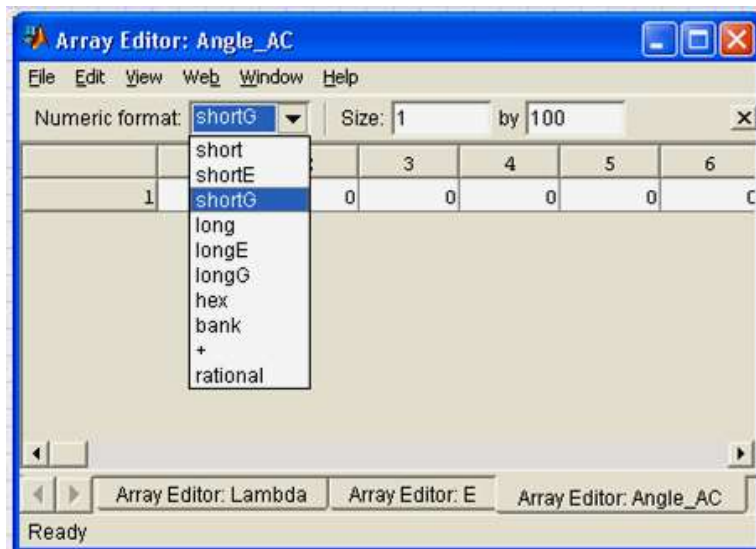 Array Editor: Angle_AC
File Edit View Web Window Help
Numeric format: shortG Size: 1 by 100
3 4 5 6
1 0 0 0 0
short
shortE
shortG
long
longE
longG
hex
bank
+
rational
Array Editor: Lambda Array Editor: E Array Editor: Angle_AC
Ready